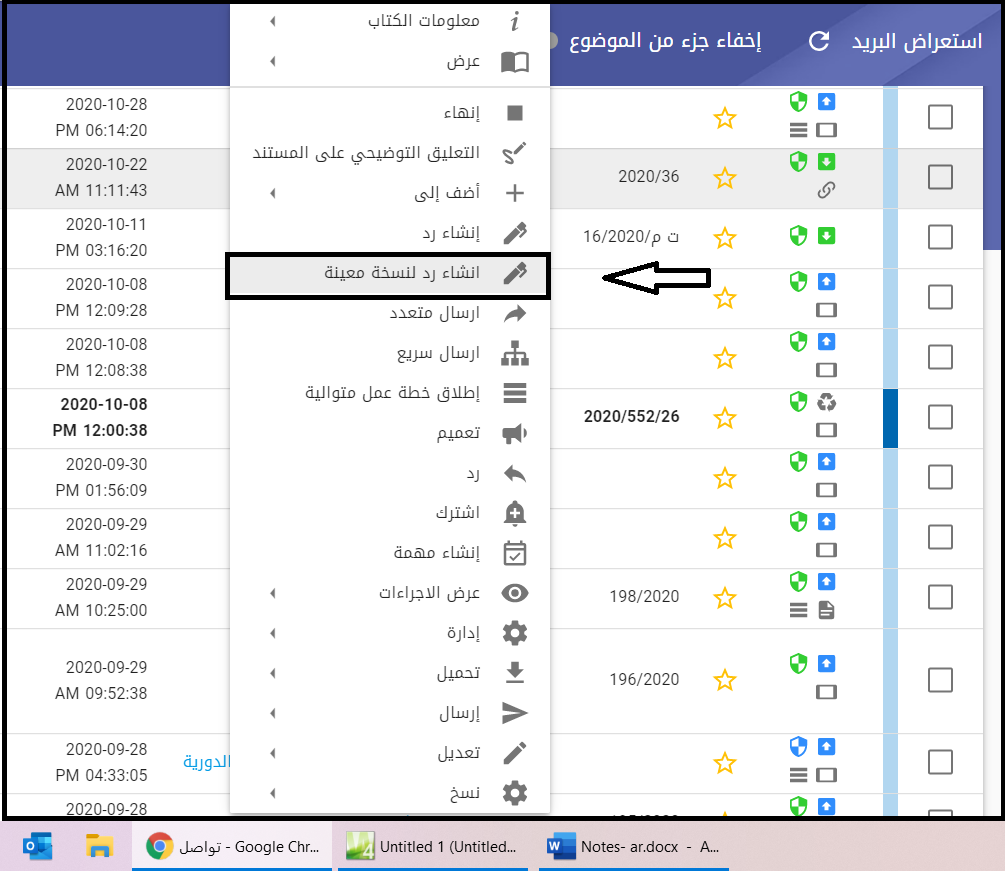 استعراض البريد
إخفاء جزء من الموضوع
معلومات الكتاب
عرض
إنهاء
التعليق التوضيحي على المستند
أضف إلى
إنشاء رد
انشاء رد لنسخة معينة
ارسال متعدد
ارسال سريع
إطلاق خطة عمل متوالية
تعميم
رد
اشترك
إنشاء مهمة
عرض الاجراءات
إدارة
تحميل
إرسال
تعديل
نسخ
2020-10-28
PM 06:14:20
2020/36
2020-10-22
AM 11:11:43
ت م/16/2020
2020-10-11
PM 03:16:20
2020-10-08
PM 12:09:28
2020-10-08
PM 12:08:38
2020/552/26
2020-10-08
PM 12:00:38
2020-09-30
PM 01:56:09
2020-09-29
AM 11:02:16
198/2020
2020-09-29
AM 10:25:00
196/2020
2020-09-29
AM 09:52:38
الدورية
2020-09-28
PM 04:33:05
2020-09-28
تواصل - Google Chr...
Untitled 1 (Untitled...
Notes- ar.docx - A...